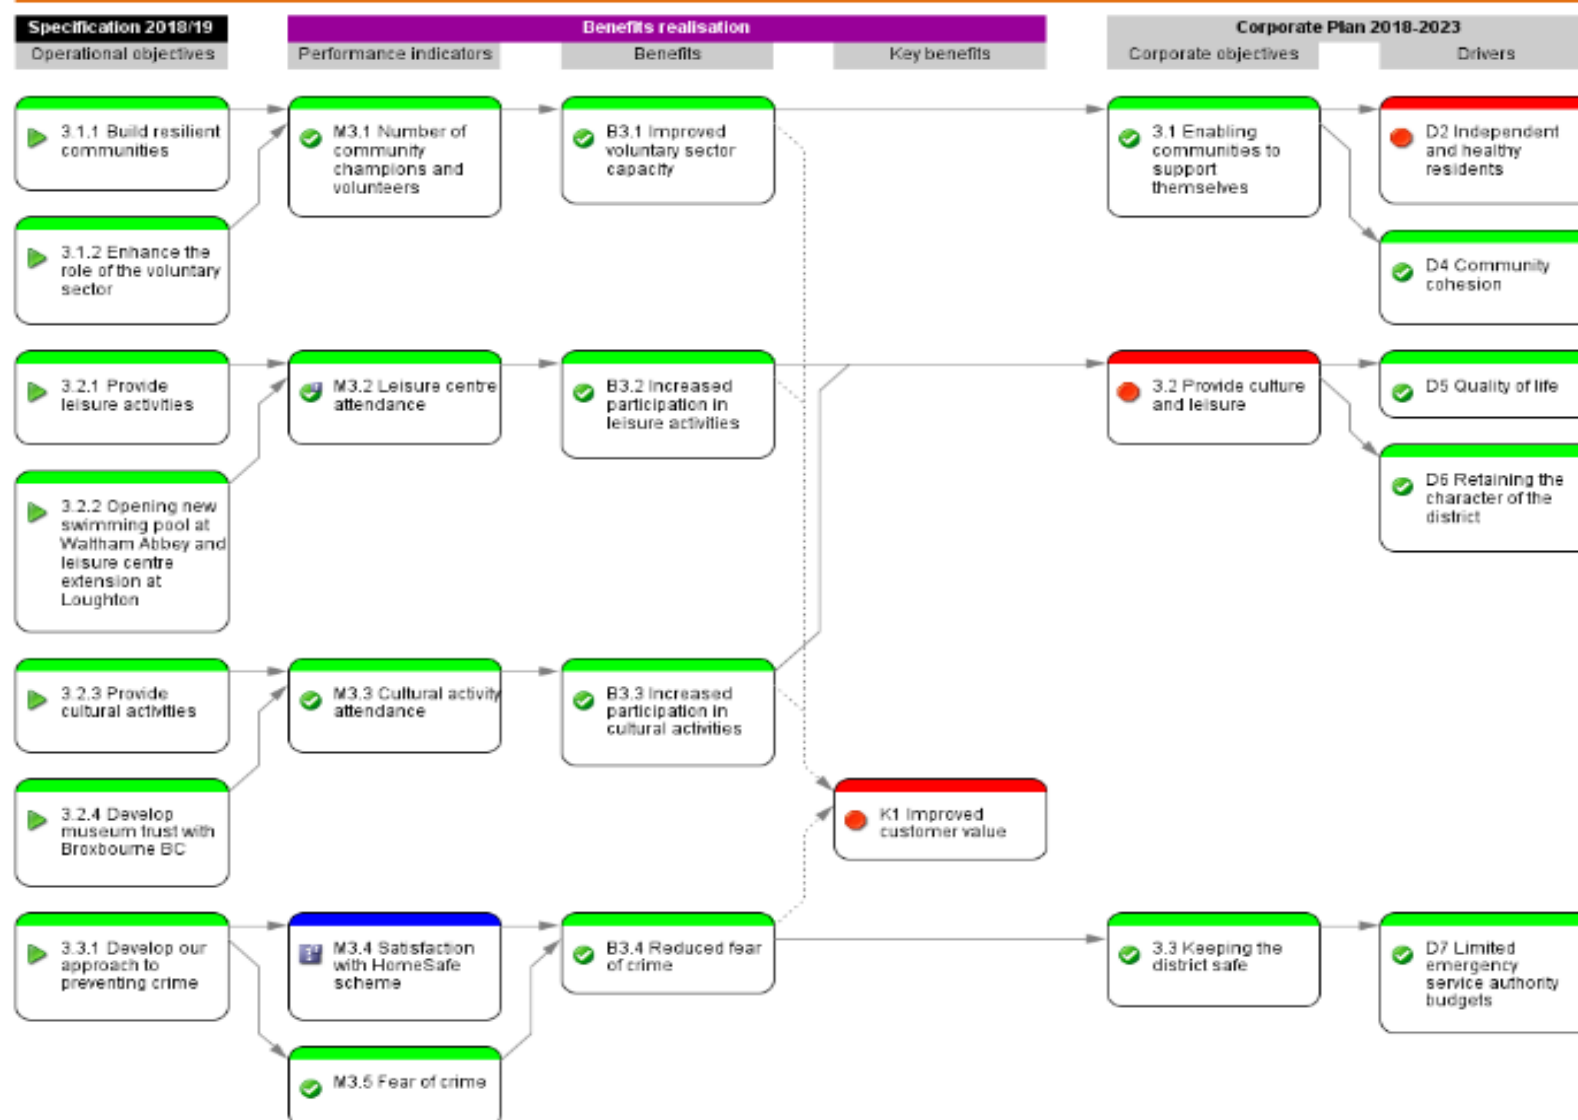 Specification 2018/19
Benefits realisation
Corporate Plan 2018-2023
Operational objectives
Performance indicators
Benefits
Key benefits
Corporate objectives
Drivers
3.1.1 Build resilient
communities
M3.1 Number of
community
champions and
volunteers
B3.1 Improved
voluntary sector
capacity
3.1 Enabling
communities to
support
themselves
D2 Independent
and healthy
residents
3.1.2 Enhance the
role of the voluntary
sector
D4 Community
cohesion
3.2.1 Provide
leisure activities
M3.2 Leisure centre
attendance
B3.2 Increased
participation in
leisure activities
3.2 Provide culture
and leisure
D5 Quality of life
3.2.2 Opening new
swimming pool at
Waltham Abbey and
leisure centre
extension at
Loughton
D6 Retaining the
character of the
district
3.2.3 Provide
cultural activities
M3.3 Cultural activity
attendance
B3.3 Increased
participation in
cultural activities
3.2.4 Develop
museum trust with
Broxbourne BC
K1 Improved
customer value
3.3.1 Develop our
approach to
preventing crime
M3.4 Satisfaction
with HomeSafe
scheme
B3.4 Reduced fear
of crime
3.3 Keeping the
district safe
D7 Limited
emergency
service authority
budgets
M3.5 Fear of crime